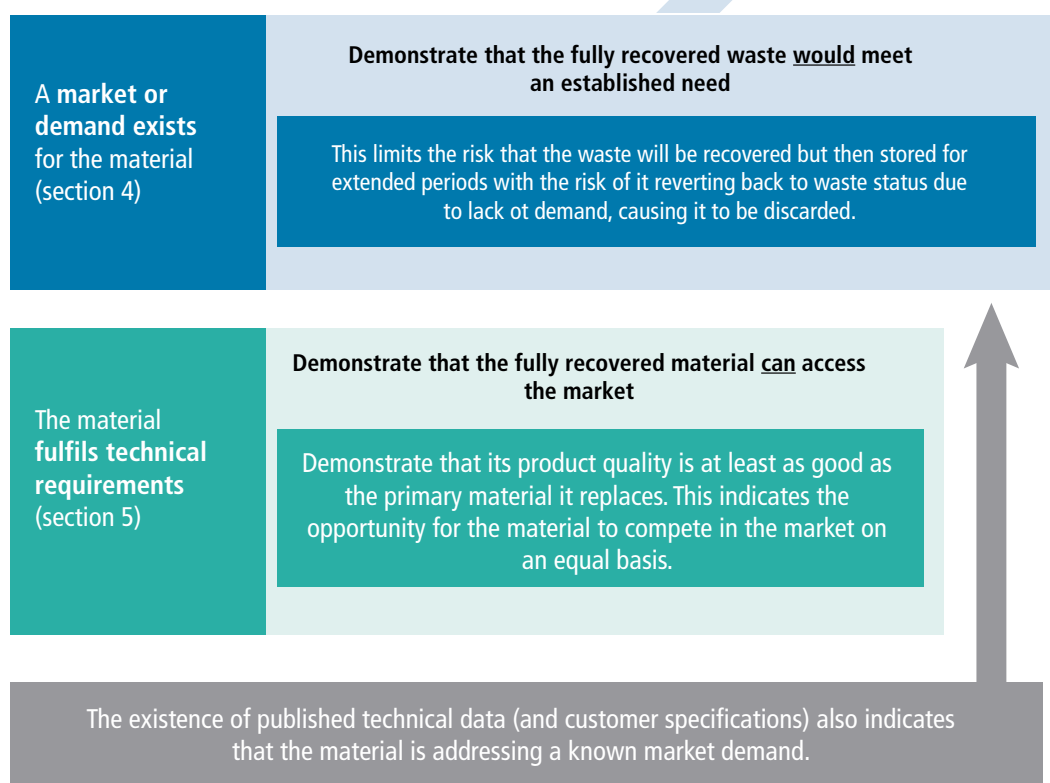 A market or
demand exists
for the material
(section 4)
Demonstrate that the fully recovered waste would meet
an established need
This limits the risk that the waste will be recovered but then stored for
extended periods with the risk of it reverting back to waste status due
to lack ot demand, causing it to be discarded.
The material
fulfils technical
requirements
(section 5)
Demonstrate that the fully recovered material can access
the market
Demonstrate that its product quality is at least as good as
the primary material it replaces. This indicates the
opportunity for the material to compete in the market on
an equal basis.
The existence of published technical data (and customer specifications) also indicates
that the material is addressing a known market demand.